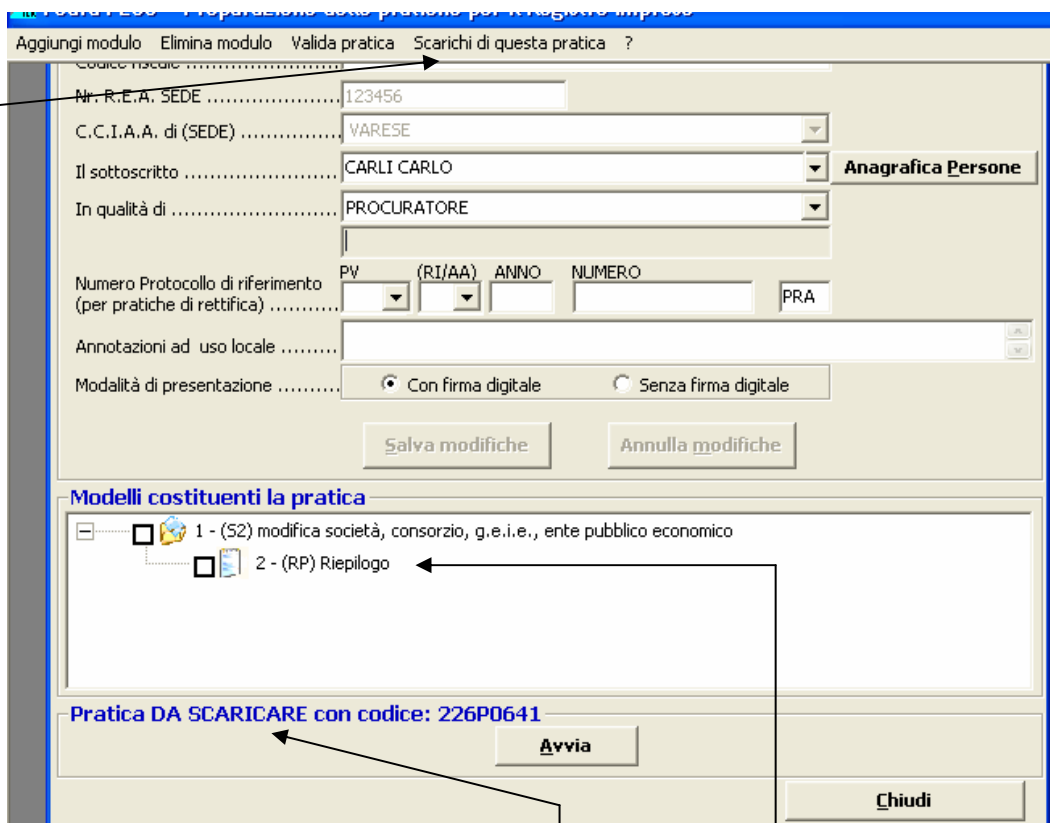 Aggiungi modulo Elimina modulo Valida pratica Scarichi di questa pratica ?
Codice fiscale
Nr. R.E.A. SEDE ..................... 123456
C.C.I.A.A. di (SEDE) ................ VARESE
Il sottoscritto ........................ CARLI CARLO Anagrafica Persone
In qualità di ......................... PROCURATORE
PV (RI/AA) ANNO NUMERO
Numero Protocollo di riferimento
(per pratiche di rettifica) ........... PRA
Annotazioni ad uso locale .........
Modalità di presentazione .......... Con firma digitale Senza firma digitale
Salva modifiche Annulla modifiche
Modelli costituenti la pratica
1 - (S2) modifica società, consorzio, g.e.i.e., ente pubblico economico
2 - (RP) Riepilogo
Pratica DA SCARICARE con codice: 226P0641
Avvia
Chiudi